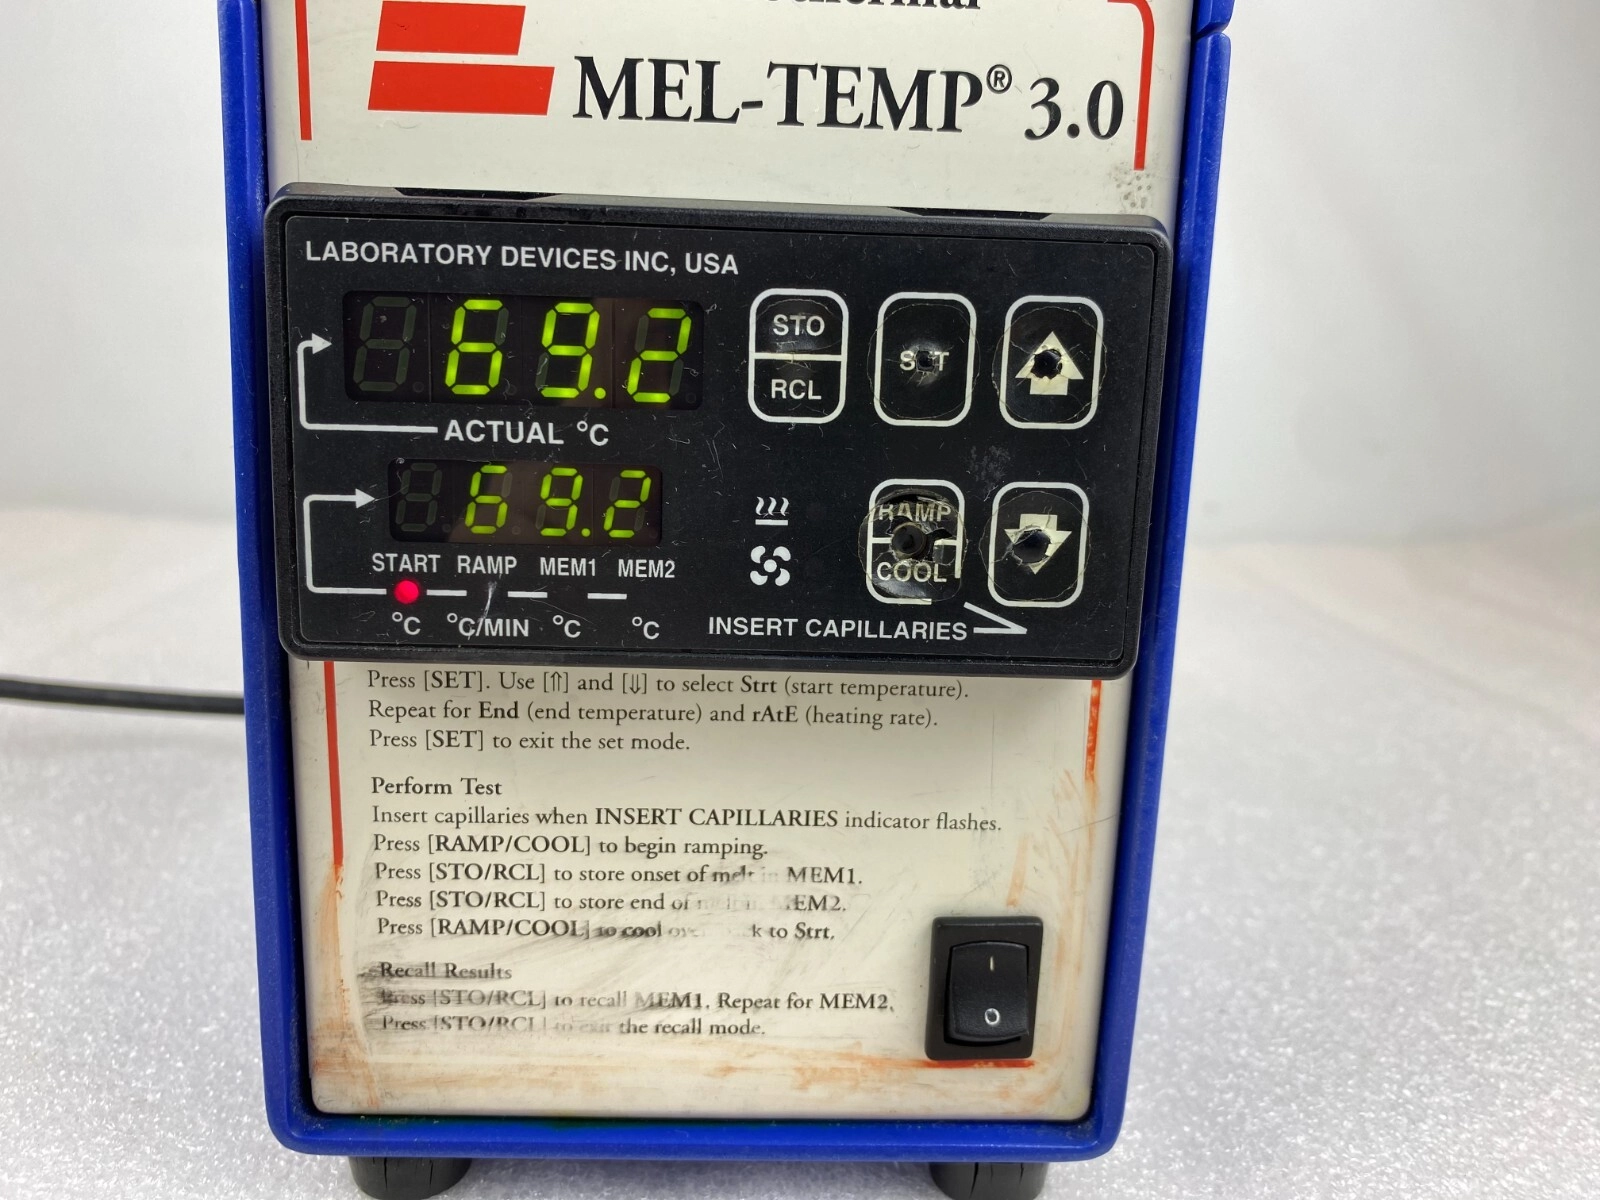 MEL-TEMP® 3.0
LABORATORY DEVICES INC, USA
69.2
ACTUAL °C
69.2
START RAMP MEM1 MEM2
°C °C/MIN °C °C
STO
RCL
SET
RAMP
COOL
INSERT CAPILLARIES
Press [SET]. Use [⇑] and [⇓] to select Strt (start temperature).
Repeat for End (end temperature) and rAtE (heating rate).
Press [SET] to exit the set mode.
Perform Test
Insert capillaries when INSERT CAPILLARIES indicator flashes.
Press [RAMP/COOL] to begin ramping.
Press [STO/RCL] to store onset of melt in MEM1.
Press [STO/RCL] to store end of MEM2.
Press [RAMP/COOL] to cool to Strt.
Recall Results
Press [STO/RCL] to recall MEM1. Repeat for MEM2.
Press [STO/RCL] to exit the recall mode.